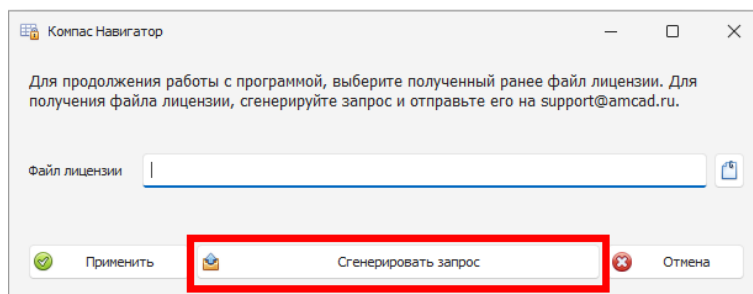 Компас Навигатор
Для продолжения работы с программой, выберите полученный ранее файл лицензии. Для
получения файла лицензии, сгенерируйте запрос и отправьте его на support@amcad.ru.
Файл лицензии
Применить Сгенерировать запрос Отмена